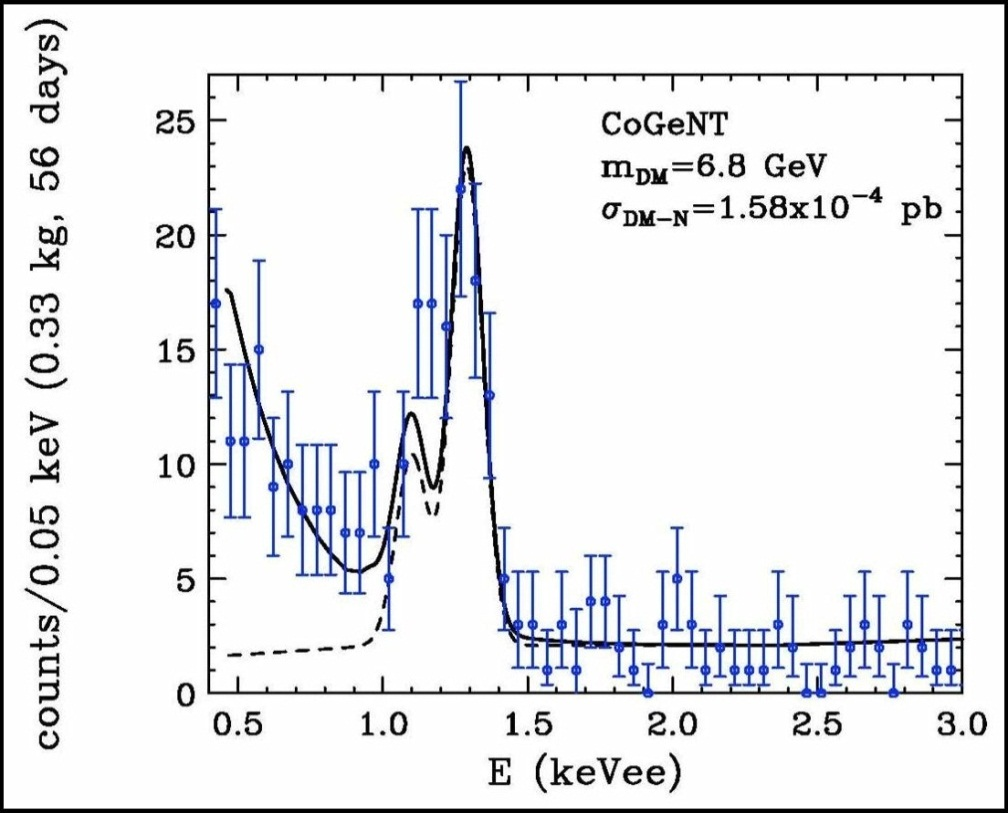 counts/0.05 keV (0.33 kg, 56 days)
25
20
15
10
5
0
CoGeNT
m_DM=6.8 GeV
σ_DM-N=1.58x10⁻⁴ pb
0.5 1.0 1.5 2.0 2.5 3.0
E (keVee)